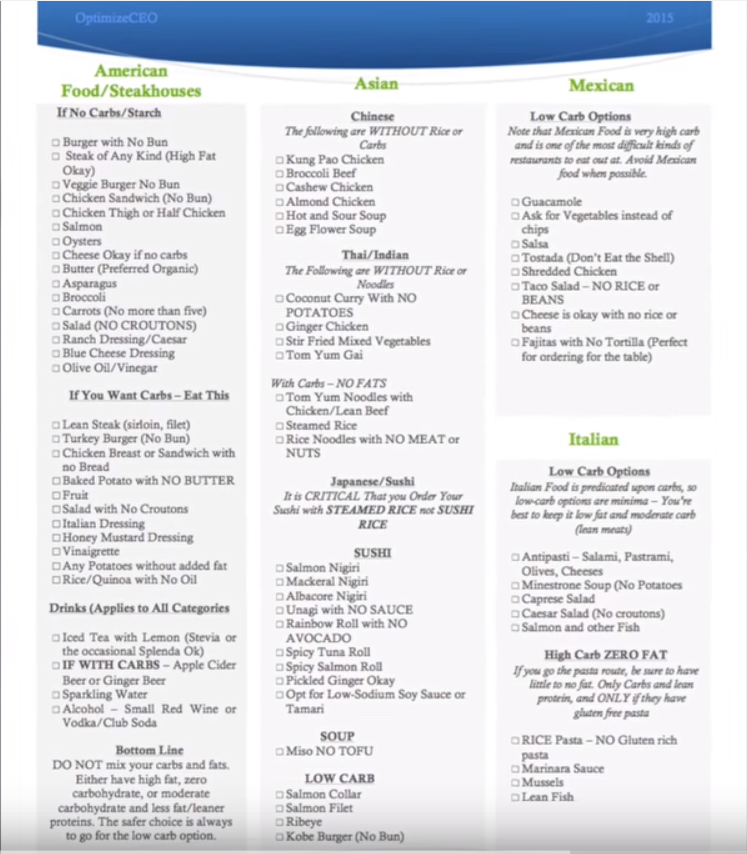 OptimizeCEO
2015
American
Food/Steakhouses
If No Carbs/Starch
Burger with No Bun
Steak of Any Kind (High Fat
Okay)
Veggie Burger No Bun
Chicken Sandwich (No Bun)
Chicken Thigh or Half Chicken
Salmon
Oysters
Cheese Okay if no carbs
Butter (Preferred Organic)
Asparagus
Broccoli
Carrots (No more than five)
Salad (NO CROUTONS)
Ranch Dressing/Caesar
Blue Cheese Dressing
Olive Oil/Vinegar
If You Want Carbs – Eat This
Lean Steak (sirloin, filet)
Turkey Burger (No Bun)
Chicken Breast or Sandwich with
no Bread
Baked Potato with NO BUTTER
Fruit
Salad with No Croutons
Italian Dressing
Honey Mustard Dressing
Vinaigrette
Any Potatoes without added fat
Rice/Quinoa with No Oil
Drinks (Applies to All Categories
Iced Tea with Lemon (Stevia or
the occasional Splenda Ok)
IF WITH CARBS – Apple Cider
Beer or Ginger Beer
Sparkling Water
Alcohol – Small Red Wine or
Vodka/Club Soda
Bottom Line
DO NOT mix your carbs and fats.
Either have high fat, zero
carbohydrate, or moderate
carbohydrate and less fat/leaner
proteins. The safer choice is always
to go for the low carb option.
Asian
Chinese
The following are WITHOUT Rice or
Carbs
Kung Pao Chicken
Broccoli Beef
Cashew Chicken
Almond Chicken
Hot and Sour Soup
Egg Flower Soup
Thai/Indian
The Following are WITHOUT Rice or
Noodles
Coconut Curry With NO
POTATOES
Ginger Chicken
Stir Fried Mixed Vegetables
Tom Yum Gai
With Carbs – NO FATS
Tom Yum Noodles with
Chicken/Lean Beef
Steamed Rice
Rice Noodles with NO MEAT or
NUTS
Japanese/Sushi
It is CRITICAL That you Order Your
Sushi with STEAMED RICE not SUSHI
RICE
SUSHI
Salmon Nigiri
Mackeral Nigiri
Albacore Nigiri
Unagi with NO SAUCE
Rainbow Roll with NO
AVOCADO
Spicy Tuna Roll
Spicy Salmon Roll
Pickled Ginger Okay
Opt for Low-Sodium Soy Sauce or
Tamari
SOUP
Miso NO TOFU
LOW CARB
Salmon Collar
Salmon Filet
Ribeye
Kobe Burger (No Bun)
Mexican
Low Carb Options
Note that Mexican Food is very high carb
and is one of the most difficult kinds of
restaurants to eat out at. Avoid Mexican
food when possible.
Guacamole
Ask for Vegetables instead of
chips
Salsa
Tostada (Don't Eat the Shell)
Shredded Chicken
Taco Salad – NO RICE or
BEANS
Cheese is okay with no rice or
beans
Fajitas with No Tortilla (Perfect
for ordering for the table)
Italian
Low Carb Options
Italian Food is predicated upon carbs, so
low-carb options are minima – You're
best to keep it low fat and moderate carb
(lean meats)
Antipasti – Salami, Pastrami,
Olives, Cheeses
Minestrone Soup (No Potatoes
Caprese Salad
Caesar Salad (No croutons)
Salmon and other Fish
High Carb ZERO FAT
If you go the pasta route, be sure to have
little to no fat. Only Carbs and lean
protein, and ONLY if they have
gluten free pasta
RICE Pasta – NO Gluten rich
pasta
Marinara Sauce
Mussels
Lean Fish